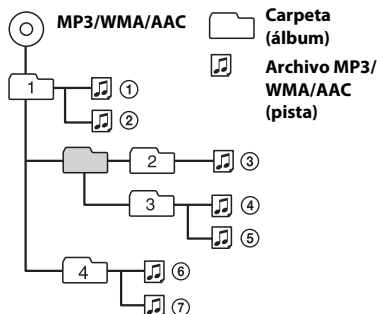 MP3/WMA/AAC
Carpeta
(álbum)
Archivo MP3/
WMA/AAC
(pista)
1
①
②
2
③
3
④
⑤
4
⑥
⑦